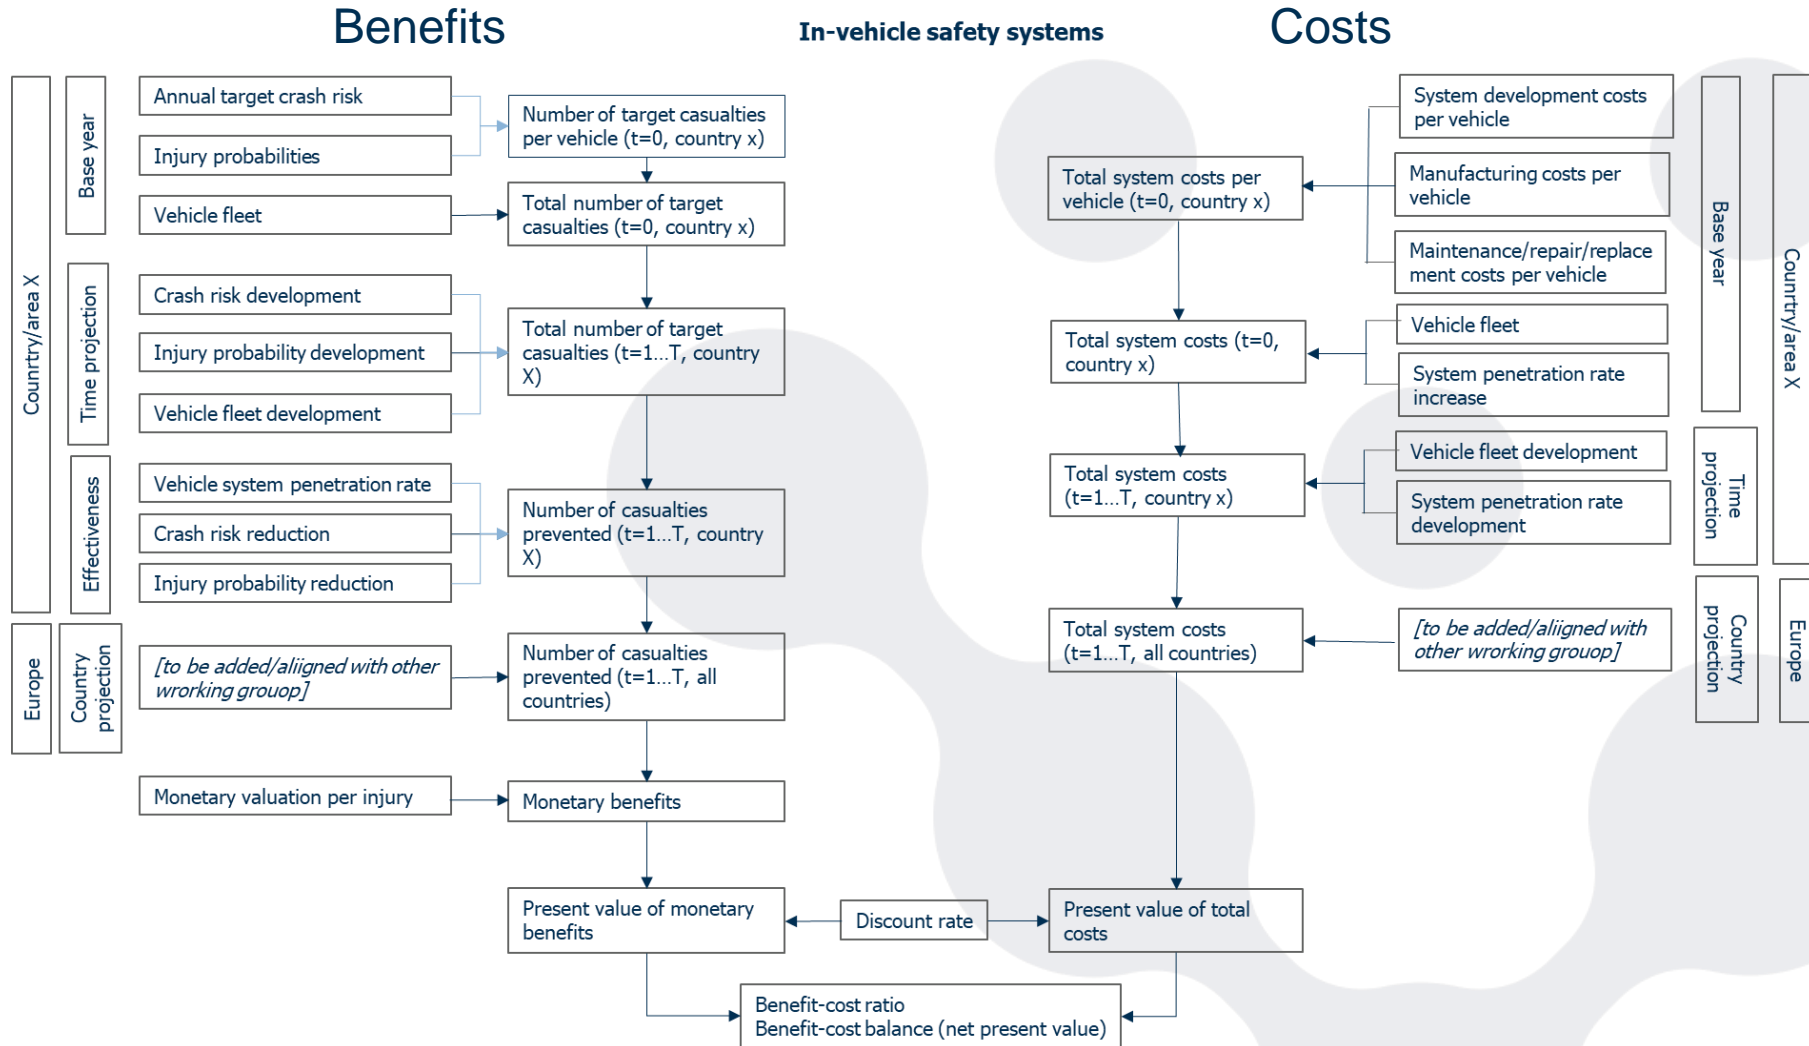 Benefits
In-vehicle safety systems
Costs
Counrtry/area X
Base year
Annual target crash risk
Injury probabilities
Vehicle fleet
Number of target casualties
per vehicle (t=0, country x)
Total number of target
casualties (t=0, country x)
Time projection
Crash risk development
Injury probability development
Vehicle fleet development
Total number of target
casualties (t=1...T, country
X)
Effectiveness
Vehicle system penetration rate
Crash risk reduction
Injury probability reduction
Number of casualties
prevented (t=1...T, country
X)
Europe
Country
projection
[to be added/aliigned with other
wrorking grouop]
Number of casualties
prevented (t=1...T, all
countries)
Monetary valuation per injury
Monetary benefits
Present value of monetary
benefits
Discount rate
Present value of total
costs
Benefit-cost ratio
Benefit-cost balance (net present value)
Total system costs per
vehicle (t=0, country x)
System development costs
per vehicle
Manufacturing costs per
vehicle
Maintenance/repair/replace
ment costs per vehicle
Base year
Counrtry/area X
Total system costs (t=0,
country x)
Vehicle fleet
System penetration rate
increase
Total system costs
(t=1...T, country x)
Vehicle fleet development
System penetration rate
development
Time
projection
Total system costs
(t=1...T, all countries)
[to be added/aliigned with
other wrorking grouop]
Country
projection
Europe